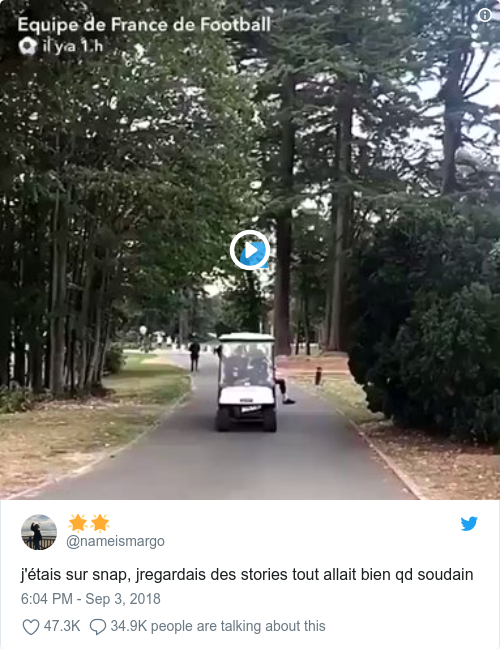 Equipe de France de Football
il y a 1 h
🌟🌟
@nameismargo
j'étais sur snap, jregardais des stories tout allait bien qd soudain
6:04 PM - Sep 3, 2018
47.3K 34.9K people are talking about this